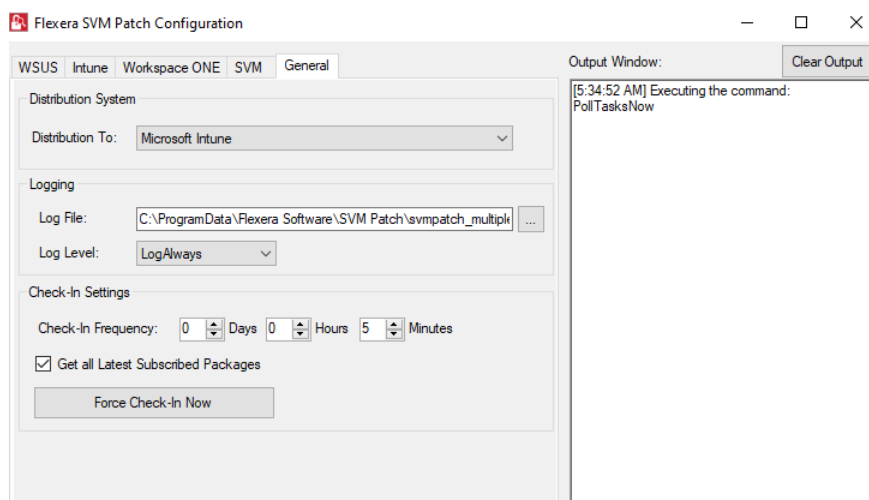 Flexera SVM Patch Configuration
WSUS Intune Workspace ONE SVM General
Output Window: Clear Output
Distribution System
Distribution To: Microsoft Intune
Logging
Log File: C:\ProgramData\Flexera Software\SVM Patch\svmpatch_multiple ...
Log Level: LogAlways
Check-In Settings
Check-In Frequency: 0 Days 0 Hours 5 Minutes
Get all Latest Subscribed Packages
Force Check-In Now
[5:34:52 AM] Executing the command:
PollTasksNow